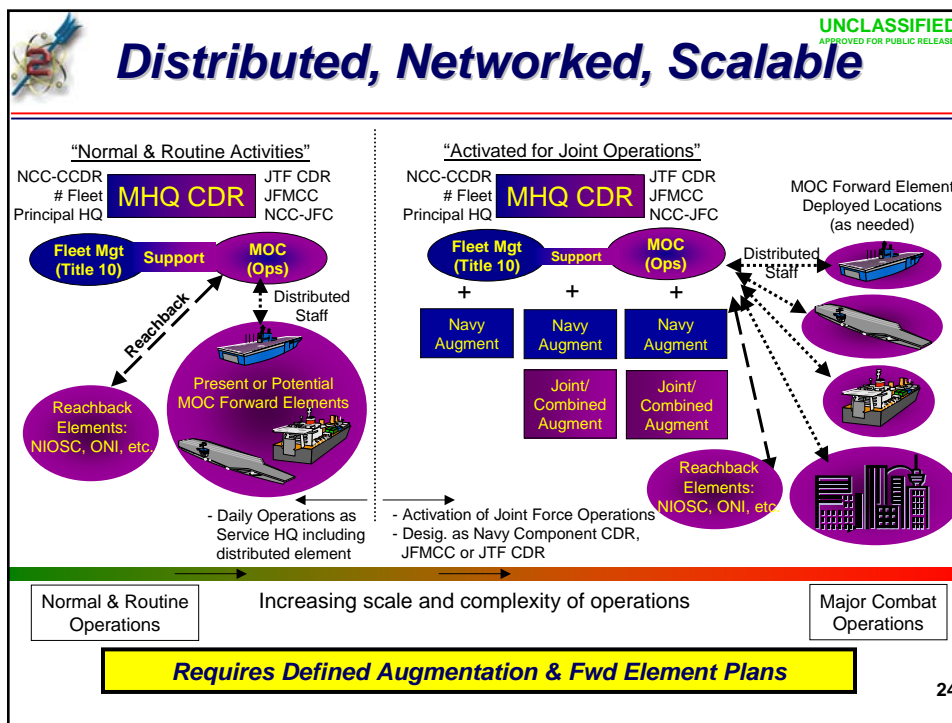 UNCLASSIFIED
APPROVED FOR PUBLIC RELEASE
2
Distributed, Networked, Scalable
“Normal & Routine Activities”
NCC-CCDR
# Fleet
Principal HQ
MHQ CDR
JTF CDR
JFMCC
NCC-JFC
Fleet Mgt
(Title 10)
Support
MOC
(Ops)
Reachback
Distributed
Staff
Present or Potential
MOC Forward Elements
Reachback
Elements:
NIOSC, ONI, etc.
- Daily Operations as
Service HQ including
distributed element
“Activated for Joint Operations”
NCC-CCDR
# Fleet
Principal HQ
MHQ CDR
JTF CDR
JFMCC
NCC-JFC
Fleet Mgt
(Title 10)
Support
MOC
(Ops)
+
+
+
Navy
Augment
Navy
Augment
Navy
Augment
Joint/
Combined
Augment
Joint/
Combined
Augment
Reachback
Elements:
NIOSC, ONI, etc.
MOC Forward Element
Deployed Locations
(as needed)
Distributed
Staff
- Activation of Joint Force Operations
- Desig. as Navy Component CDR,
JFMCC or JTF CDR
Normal & Routine
Operations
Increasing scale and complexity of operations
Major Combat
Operations
Requires Defined Augmentation & Fwd Element Plans
24